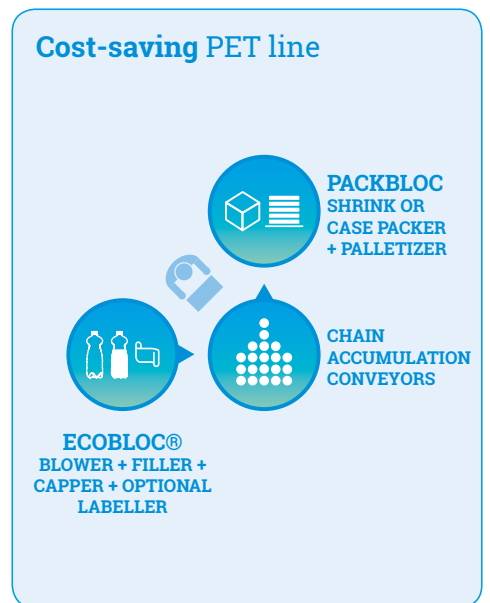 Cost-saving PET line
PACKBLOC
SHRINK OR
CASE PACKER
+ PALLETIZER
CHAIN
ACCUMULATION
CONVEYORS
ECOBLOC®
BLOWER + FILLER +
CAPPER + OPTIONAL
LABELLER